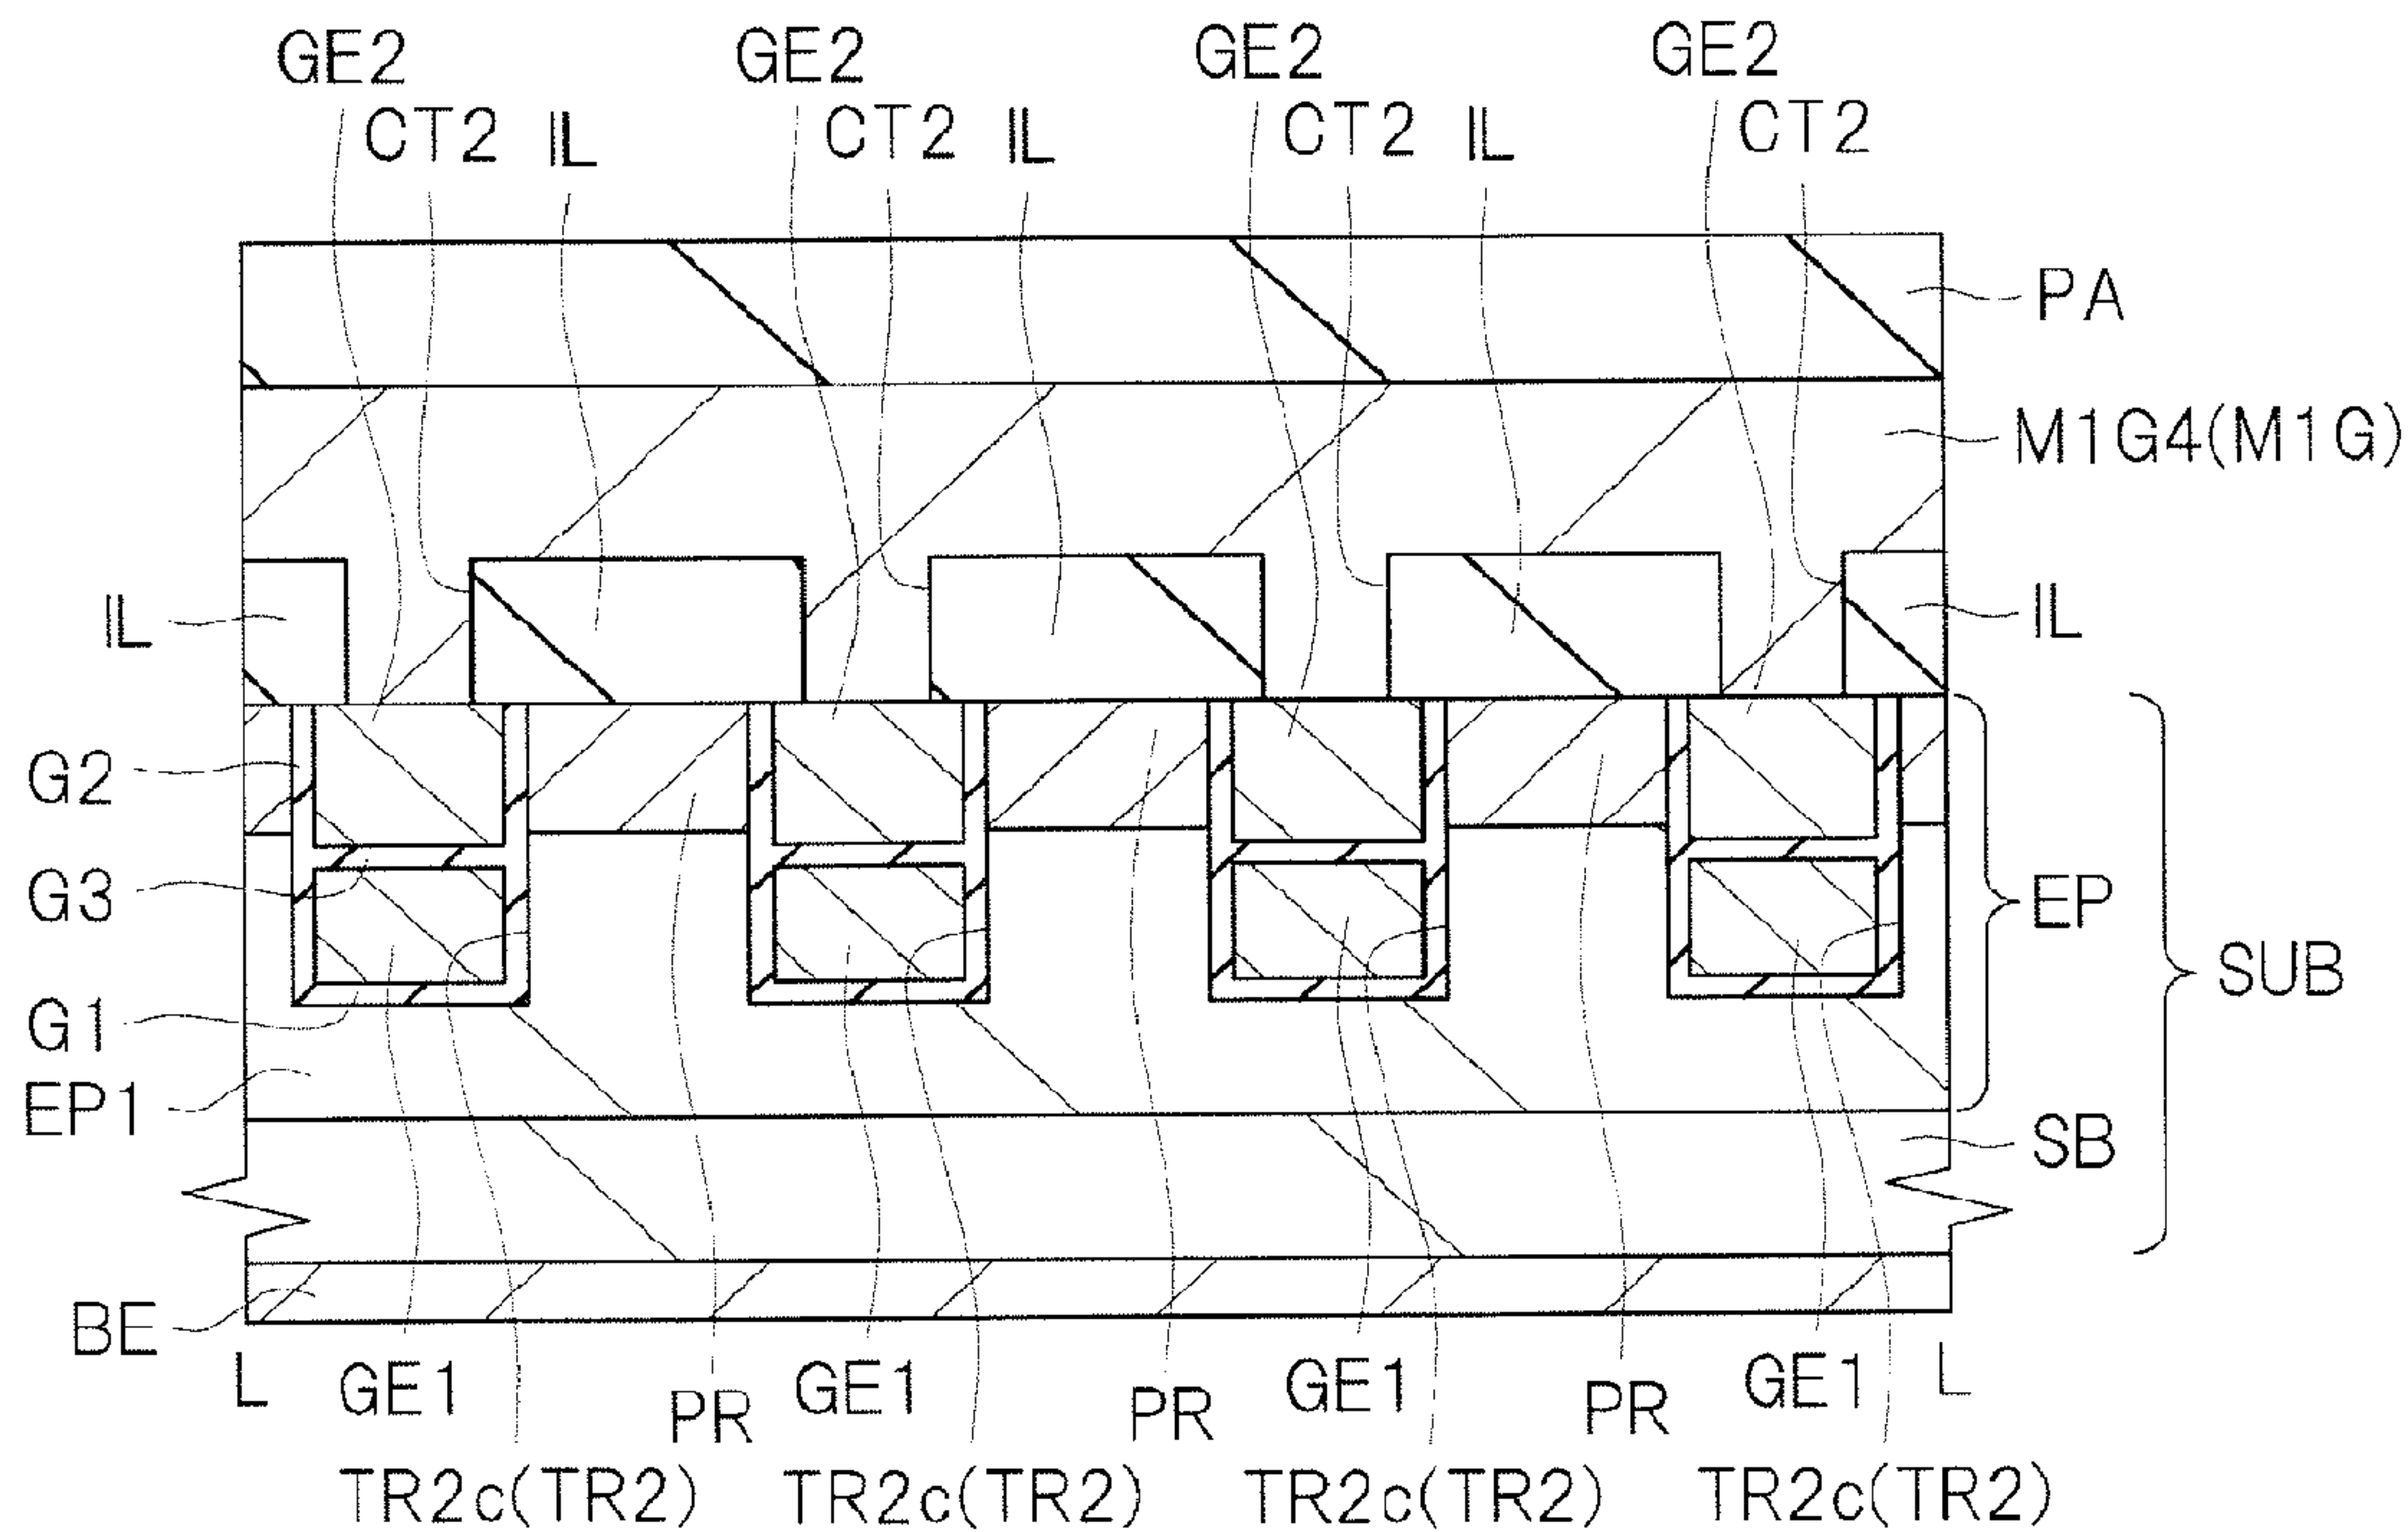 GE2 GE2 GE2 GE2
CT2 IL CT2 IL CT2 IL CT2
PA
M1G4(M1G)
IL IL
G2
G3 EP
SUB
G1
EP1 SB
BE
L GE1 PR GE1 PR GE1 PR GE1 L
TR2c(TR2) TR2c(TR2) TR2c(TR2) TR2c(TR2)